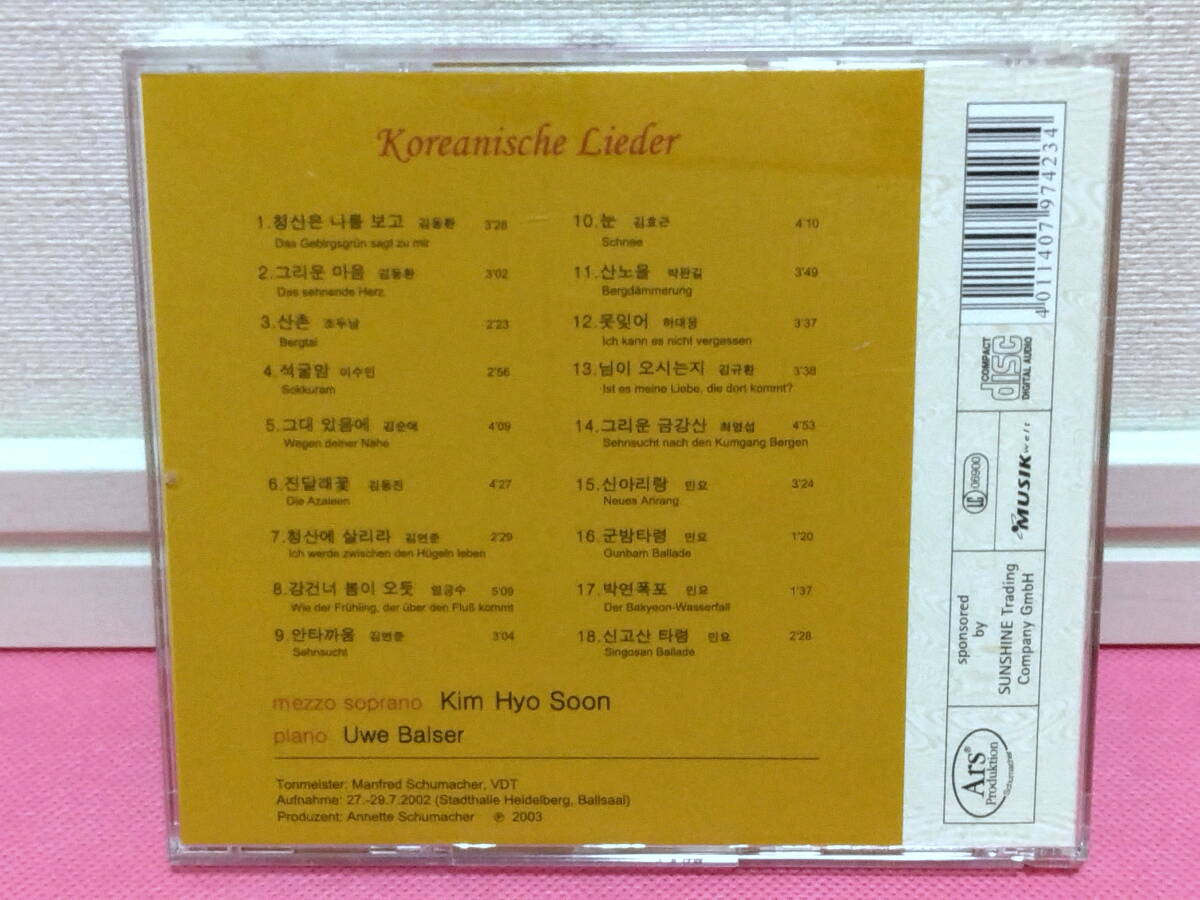 Koreanische Lieder
1.청산은 나를 보고 김동환 3'28
Das Gebirgsgrün sagt zu mir
2.그리운 마음 김동환 3'02
Das sehnende Herz
3.산촌 조두남 2'23
Bergtal
4.석굴암 이수인 2'56
Sokkuram
5.그대 있음에 김순애 4'09
Wegen deiner Nähe
6.진달래꽃 김동진 4'27
Die Azaleen
7.청산에 살리라 김연준 2'29
Ich werde zwischen den Hügeln leben
8.강건너 봄이 오듯 임긍수 5'09
Wie der Frühling, der über den Fluß kommt
9.안타까움 김연준 3'04
Sehnsucht
10.눈 김효근 4'10
Schnee
11.산노을 박판길 3'49
Bergdämmerung
12.못잊어 하대응 3'37
Ich kann es nicht vergessen
13.님이 오시는지 김규환 3'38
Ist es meine Liebe, die dort kommt?
14.그리운 금강산 최영섭 4'53
Sehnsucht nach den Kumgang Bergen
15.신아리랑 민요 3'24
Neues Arirang
16.군밤타령 민요 1'20
Gunbam Ballade
17.박연폭포 민요 1'37
Der Bakyeon-Wasserfall
18.신고산 타령 민요 2'28
Singosan Ballade
mezzo soprano Kim Hyo Soon
piano Uwe Balser
Tonmeister: Manfred Schumacher, VDT
Aufnahme: 27.-29.7.2002 (Stadthalle Heidelberg, Ballsaal)
Produzent: Annette Schumacher ℗ 2003
4 011407 974234
COMPACT
disc
DIGITAL AUDIO
LC 06900
MUSIK welt
sponsored
by
SUNSHINE Trading
Company GmbH
Ars®
Produktion
Schumacher